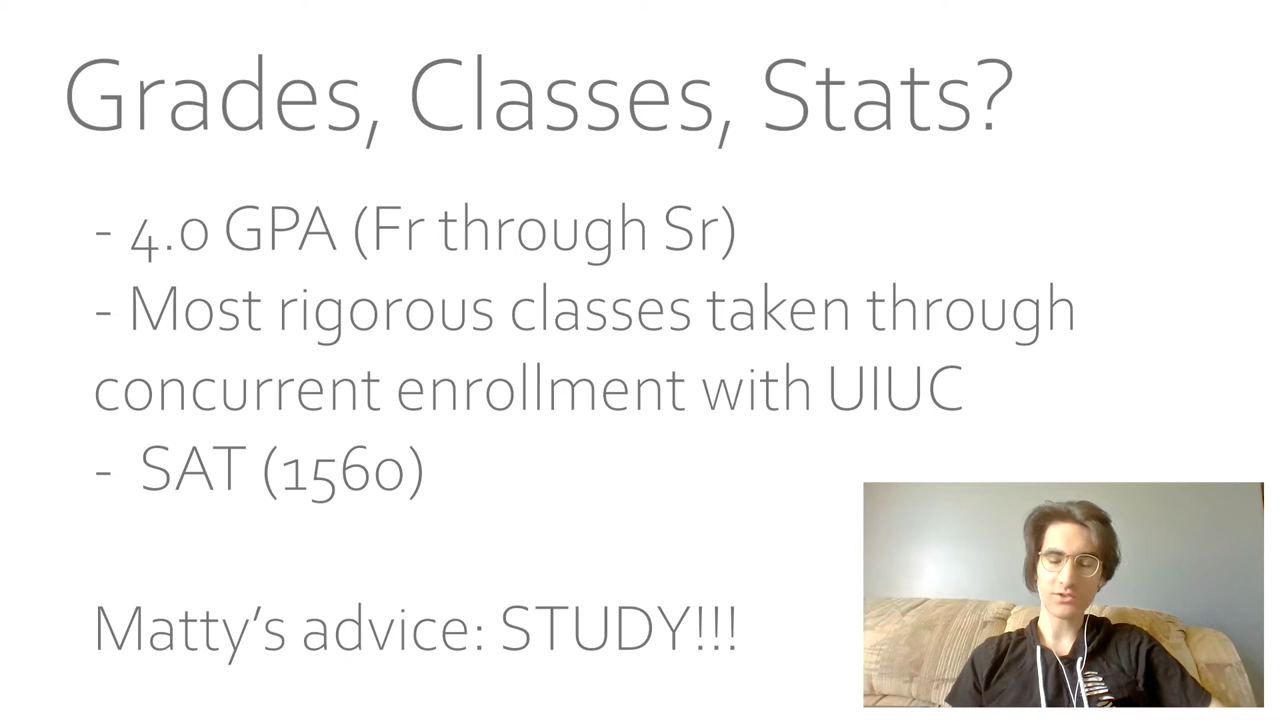 Grades, Classes, Stats?
- 4.0 GPA (Fr through Sr)
- Most rigorous classes taken through
concurrent enrollment with UIUC
- SAT (1560)
Matty's advice: STUDY!!!